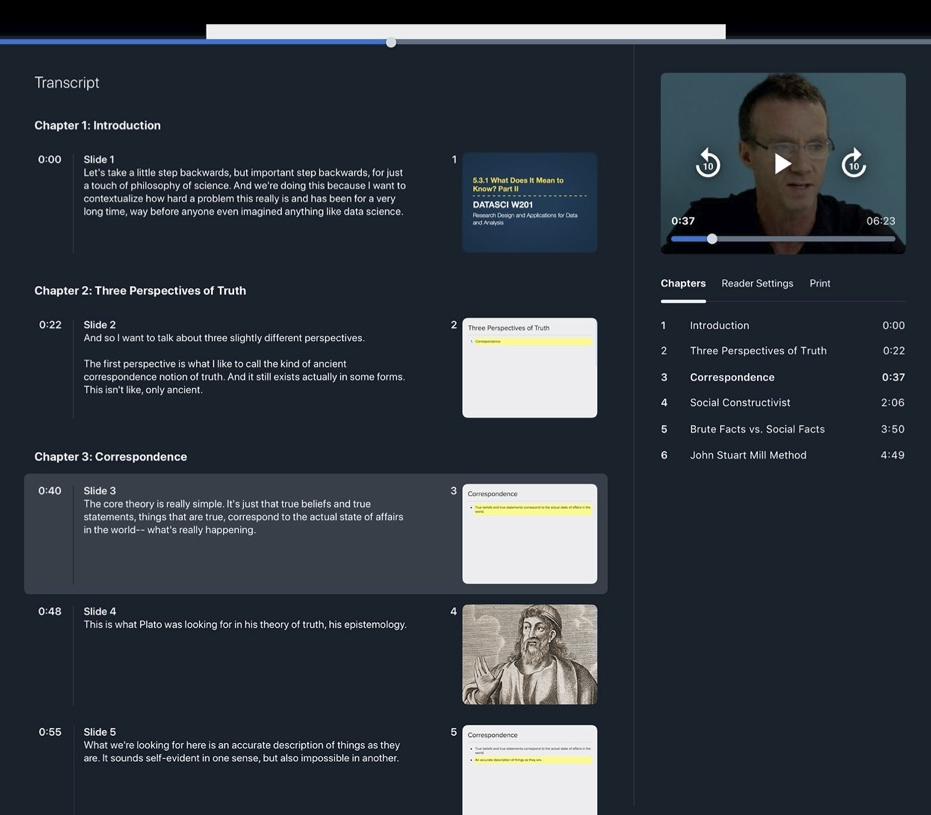 Transcript
Chapter 1: Introduction
0:00
Slide 1
Let's take a little step backwards, but important step backwards, for just
a touch of philosophy of science. And we're doing this because I want to
contextualize how hard a problem this really is and has been for a very
long time, way before anyone even imagined anything like data science.
1
5.3.1 What Does It Mean to
Know? Part II
DATASCI W201
Research Design and Applications for Data
and Analysis
Chapter 2: Three Perspectives of Truth
0:22
Slide 2
And so I want to talk about three slightly different perspectives.
The first perspective is what I like to call the kind of ancient
correspondence notion of truth. And it still exists actually in some forms.
This isn't like, only ancient.
2
Three Perspectives of Truth
1. Correspondence
Chapter 3: Correspondence
0:40
Slide 3
The core theory is really simple. It's just that true beliefs and true
statements, things that are true, correspond to the actual state of affairs
in the world-- what's really happening.
3
Correspondence
• True beliefs and true statements correspond to the actual state of affairs in the
world.
0:48
Slide 4
This is what Plato was looking for in his theory of truth, his epistemology.
4
0:55
Slide 5
What we're looking for here is an accurate description of things as they
are. It sounds self-evident in one sense, but also impossible in another.
5
Correspondence
• True beliefs and true statements correspond to the actual state of affairs in the
world.
• An accurate description of things as they are.
10
10
0:37
06:23
Chapters
Reader Settings
Print
1 Introduction 0:00
2 Three Perspectives of Truth 0:22
3 Correspondence 0:37
4 Social Constructivist 2:06
5 Brute Facts vs. Social Facts 3:50
6 John Stuart Mill Method 4:49